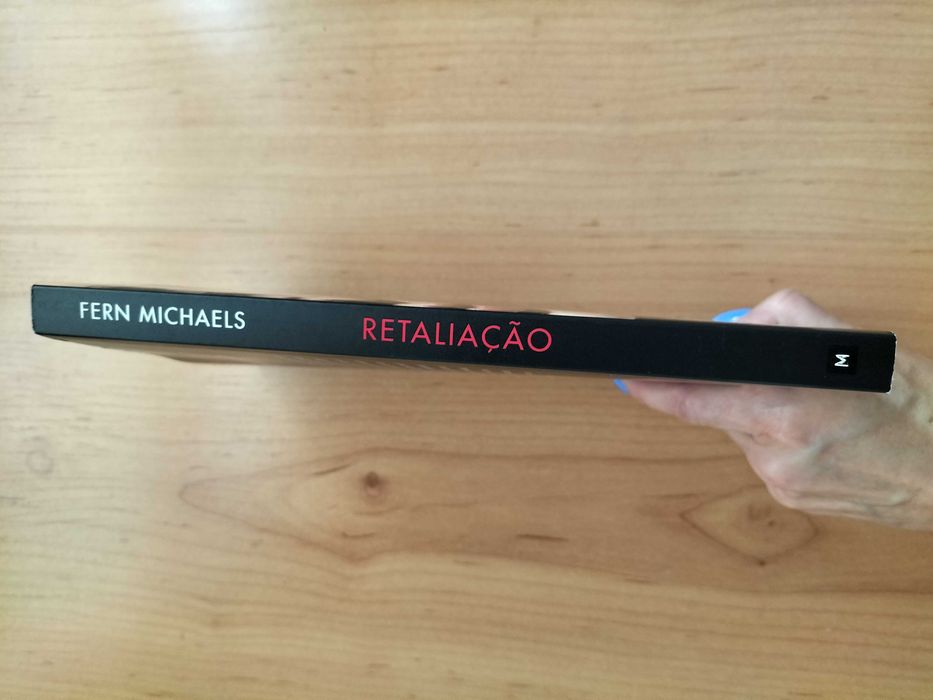 FERN MICHAELS
RETALIAÇÃO
M